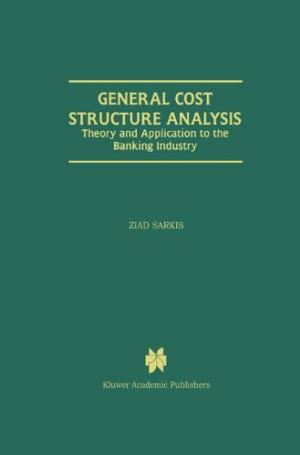 GENERAL COST
STRUCTURE ANALYSIS
Theory and Application to the
Banking Industry
ZIAD SARKIS
Kluwer Academic Publishers